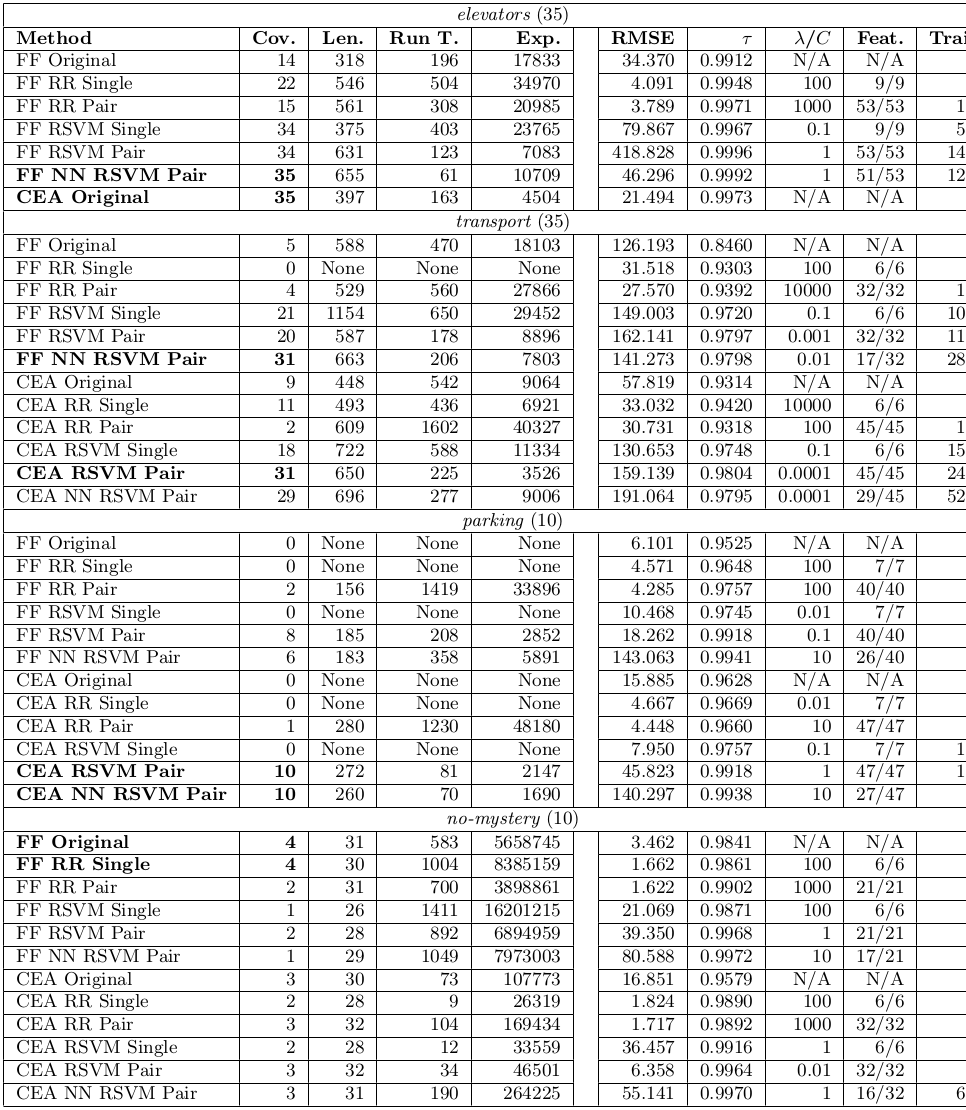 elevators (35)
Method Cov. Len. Run T. Exp. RMSE τ λ/C Feat. Trai
FF Original 14 318 196 17833 34.370 0.9912 N/A N/A
FF RR Single 22 546 504 34970 4.091 0.9948 100 9/9
FF RR Pair 15 561 308 20985 3.789 0.9971 1000 53/53 1
FF RSVM Single 34 375 403 23765 79.867 0.9967 0.1 9/9 5
FF RSVM Pair 34 631 123 7083 418.828 0.9996 1 53/53 14
FF NN RSVM Pair 35 655 61 10709 46.296 0.9992 1 51/53 12
CEA Original 35 397 163 4504 21.494 0.9973 N/A N/A
transport (35)
FF Original 5 588 470 18103 126.193 0.8460 N/A N/A
FF RR Single 0 None None None 31.518 0.9303 100 6/6
FF RR Pair 4 529 560 27866 27.570 0.9392 10000 32/32 1
FF RSVM Single 21 1154 650 29452 149.003 0.9720 0.1 6/6 10
FF RSVM Pair 20 587 178 8896 162.141 0.9797 0.001 32/32 11
FF NN RSVM Pair 31 663 206 7803 141.273 0.9798 0.01 17/32 28
CEA Original 9 448 542 9064 57.819 0.9314 N/A N/A
CEA RR Single 11 493 436 6921 33.032 0.9420 10000 6/6
CEA RR Pair 2 609 1602 40327 30.731 0.9318 100 45/45 1
CEA RSVM Single 18 722 588 11334 130.653 0.9748 0.1 6/6 15
CEA RSVM Pair 31 650 225 3526 159.139 0.9804 0.0001 45/45 24
CEA NN RSVM Pair 29 696 277 9006 191.064 0.9795 0.0001 29/45 52
parking (10)
FF Original 0 None None None 6.101 0.9525 N/A N/A
FF RR Single 0 None None None 4.571 0.9648 100 7/7
FF RR Pair 2 156 1419 33896 4.285 0.9757 100 40/40
FF RSVM Single 0 None None None 10.468 0.9745 0.01 7/7
FF RSVM Pair 8 185 208 2852 18.262 0.9918 0.1 40/40
FF NN RSVM Pair 6 183 358 5891 143.063 0.9941 10 26/40
CEA Original 0 None None None 15.885 0.9628 N/A N/A
CEA RR Single 0 None None None 4.667 0.9669 0.01 7/7
CEA RR Pair 1 280 1230 48180 4.448 0.9660 10 47/47
CEA RSVM Single 0 None None None 7.950 0.9757 0.1 7/7 1
CEA RSVM Pair 10 272 81 2147 45.823 0.9918 1 47/47 1
CEA NN RSVM Pair 10 260 70 1690 140.297 0.9938 10 27/47
no-mystery (10)
FF Original 4 31 583 5658745 3.462 0.9841 N/A N/A
FF RR Single 4 30 1004 8385159 1.662 0.9861 100 6/6
FF RR Pair 2 31 700 3898861 1.622 0.9902 1000 21/21
FF RSVM Single 1 26 1411 16201215 21.069 0.9871 100 6/6
FF RSVM Pair 2 28 892 6894959 39.350 0.9968 1 21/21
FF NN RSVM Pair 1 29 1049 7973003 80.588 0.9972 10 17/21
CEA Original 3 30 73 107773 16.851 0.9579 N/A N/A
CEA RR Single 2 28 9 26319 1.824 0.9890 100 6/6
CEA RR Pair 3 32 104 169434 1.717 0.9892 1000 32/32
CEA RSVM Single 2 28 12 33559 36.457 0.9916 1 6/6
CEA RSVM Pair 3 32 34 46501 6.358 0.9964 0.01 32/32
CEA NN RSVM Pair 3 31 190 264225 55.141 0.9970 1 16/32 6